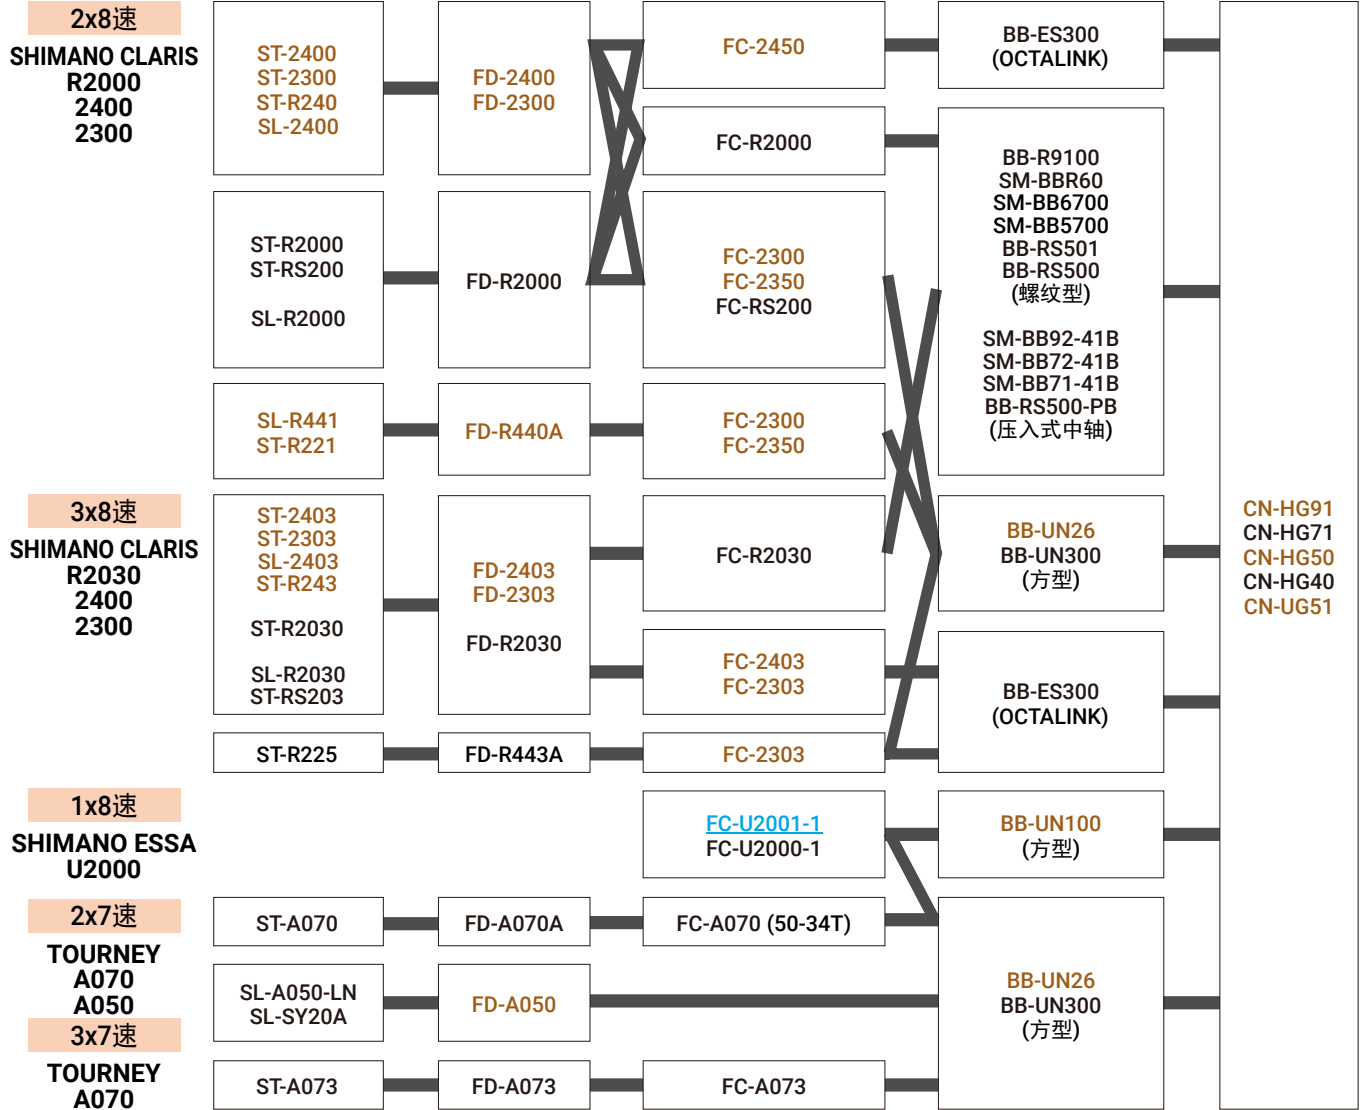 2x8速
SHIMANO CLARIS
R2000
2400
2300
ST-2400
ST-2300
ST-R240
SL-2400
FD-2400
FD-2300
FC-2450
BB-ES300
(OCTALINK)
FC-R2000
BB-R9100
SM-BBR60
SM-BB6700
SM-BB5700
BB-RS501
BB-RS500
(螺纹型)
SM-BB92-41B
SM-BB72-41B
SM-BB71-41B
BB-RS500-PB
(压入式中轴)
ST-R2000
ST-RS200
SL-R2000
FD-R2000
FC-2300
FC-2350
FC-RS200
SL-R441
ST-R221
FD-R440A
FC-2300
FC-2350
3x8速
SHIMANO CLARIS
R2030
2400
2300
ST-2403
ST-2303
SL-2403
ST-R243
ST-R2030
SL-R2030
ST-RS203
FD-2403
FD-2303
FD-R2030
FC-R2030
BB-UN26
BB-UN300
(方型)
CN-HG91
CN-HG71
CN-HG50
CN-HG40
CN-UG51
FC-2403
FC-2303
BB-ES300
(OCTALINK)
ST-R225
FD-R443A
FC-2303
1x8速
SHIMANO ESSA
U2000
FC-U2001-1
FC-U2000-1
BB-UN100
(方型)
2x7速
TOURNEY
A070
A050
ST-A070
FD-A070A
FC-A070 (50-34T)
SL-A050-LN
SL-SY20A
FD-A050
BB-UN26
BB-UN300
(方型)
3x7速
TOURNEY
A070
ST-A073
FD-A073
FC-A073